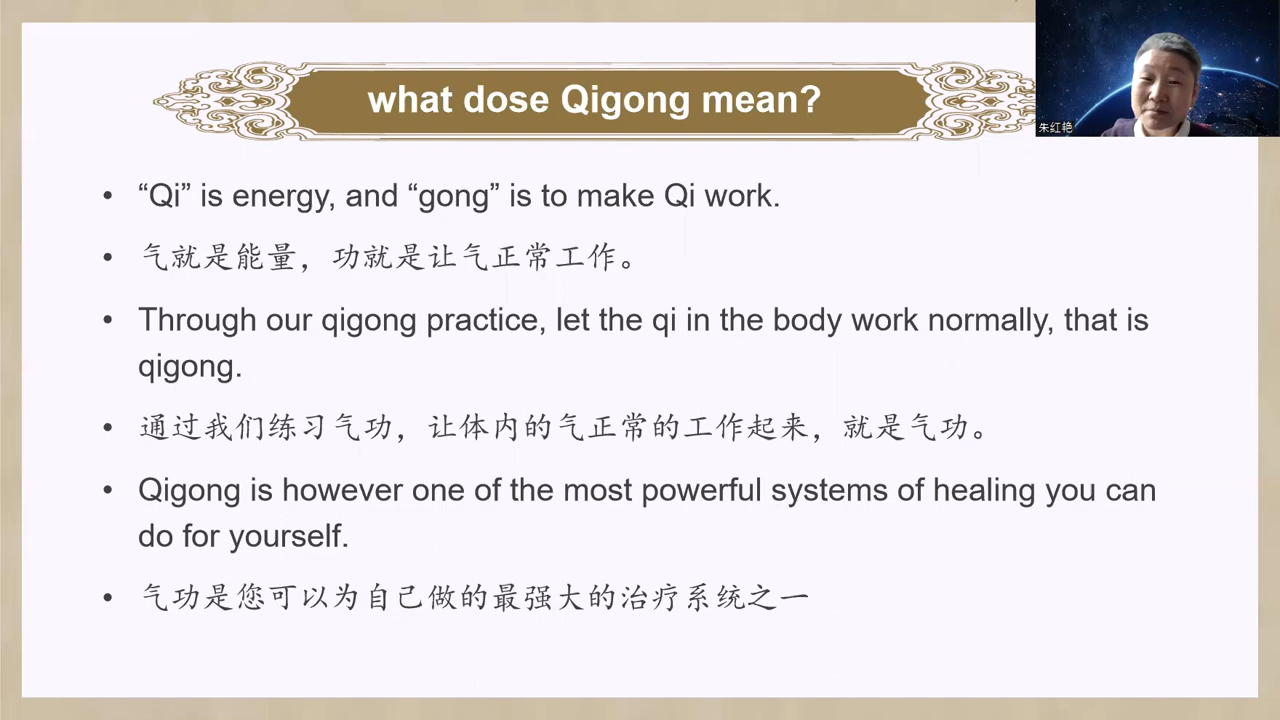 what dose Qigong mean?
朱红艳
• “Qi” is energy, and “gong” is to make Qi work.
• 气就是能量，功就是让气正常工作。
• Through our qigong practice, let the qi in the body work normally, that is
qigong.
• 通过我们练习气功，让体内的气正常的工作起来，就是气功。
• Qigong is however one of the most powerful systems of healing you can
do for yourself.
• 气功是您可以为自己做的最强大的治疗系统之一